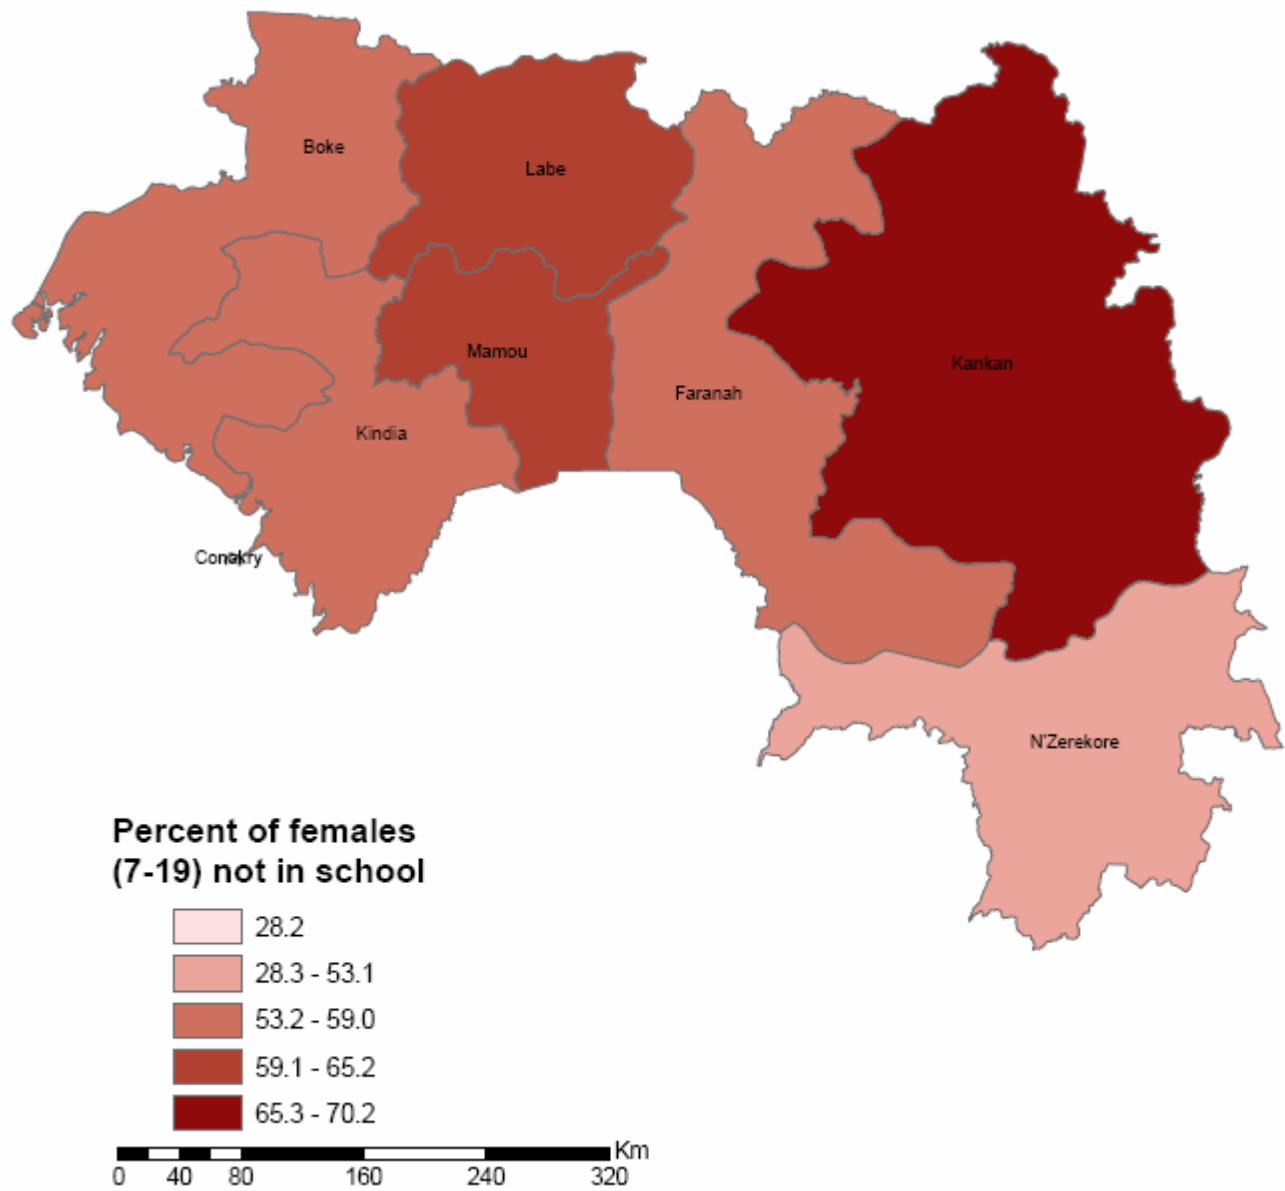 Boke
Labe
Mamou
Kankan
Faranah
Kindia
Conakry
N'Zerekore
Percent of females
(7-19) not in school
28.2
28.3 - 53.1
53.2 - 59.0
59.1 - 65.2
65.3 - 70.2
Km
0 40 80 160 240 320